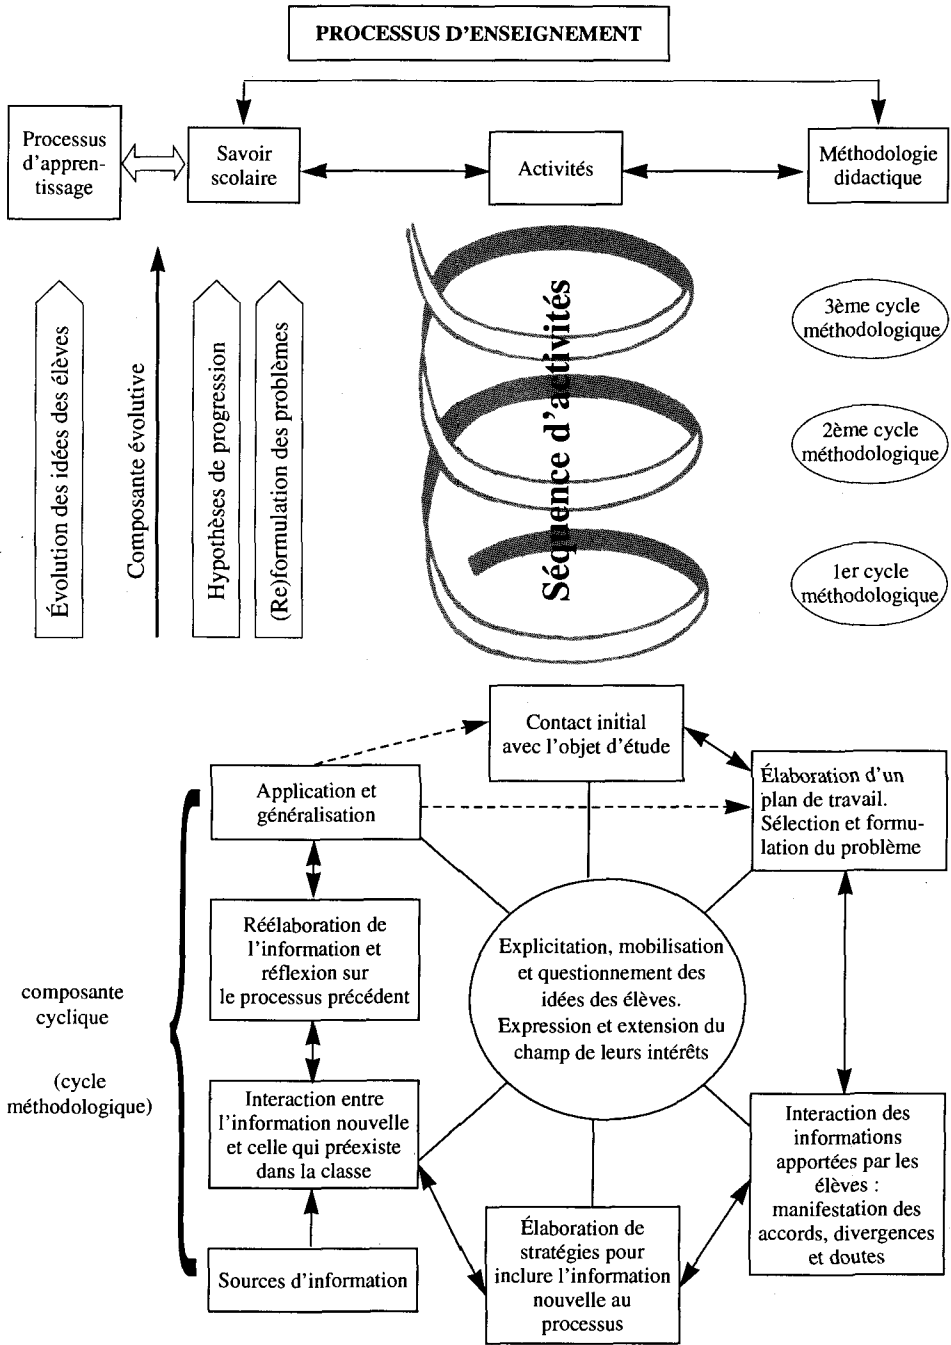 PROCESSUS D'ENSEIGNEMENT
Processus
d'appren-
tissage
Savoir
scolaire
Activités
Méthodologie
didactique
Évolution des idées des élèves
Composante évolutive
Hypothèses de progression
(Re)formulation des problèmes
Séquence d'activités
3ème cycle
méthodologique
2ème cycle
méthodologique
1er cycle
méthodologique
Contact initial
avec l'objet d'étude
Application et
généralisation
Élaboration d'un
plan de travail.
Sélection et formu-
lation du problème
Réélaboration de
l'information et
réflexion sur
le processus précédent
Explicitation, mobilisation
et questionnement des
idées des élèves.
Expression et extension du
champ de leurs intérêts
composante
cyclique
(cycle
méthodologique)
Interaction entre
l'information nouvelle
et celle qui préexiste
dans la classe
Interaction des
informations
apportées par les
élèves :
manifestation des
accords, divergences
et doutes
Élaboration de
stratégies pour
inclure l'information
nouvelle au
processus
Sources d'information